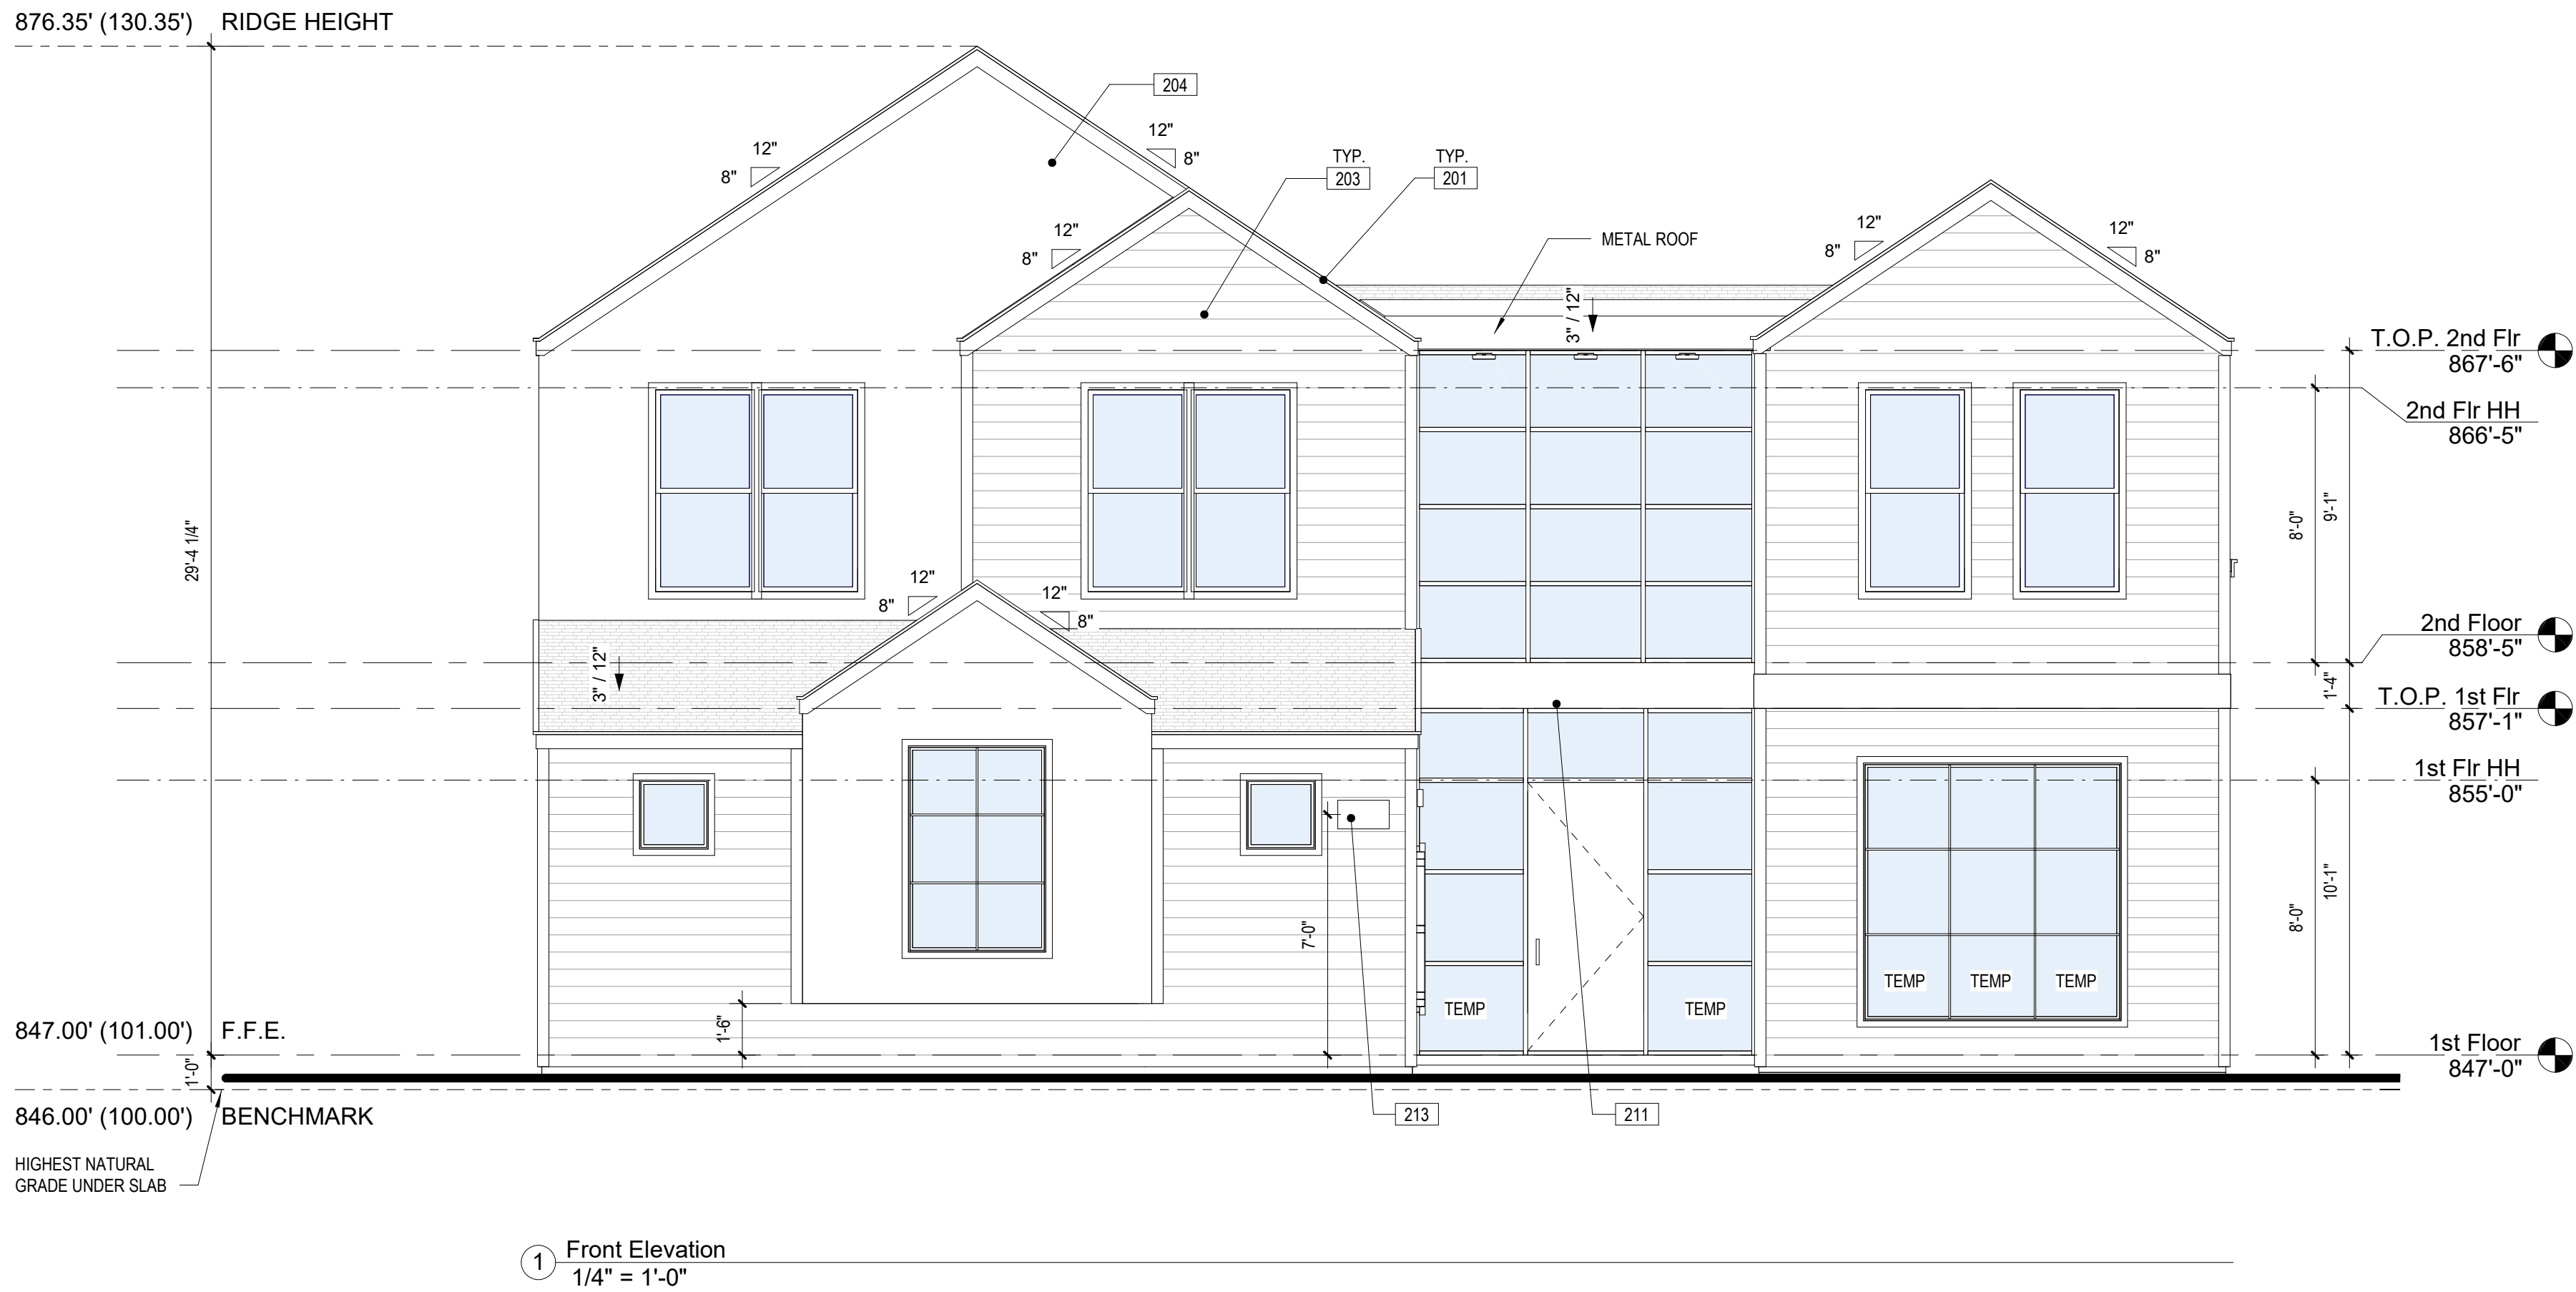 876.35' (130.35') RIDGE HEIGHT
204
12"
8"
12"
8"
TYP.
203
TYP.
201
12"
8"
METAL ROOF
3" / 12"
12"
8"
12"
8"
T.O.P. 2nd Flr
867'-6"
2nd Flr HH
866'-5"
29'-4 1/4"
8'-0"
9'-1"
12"
8"
12"
8"
3" / 12"
2nd Floor
858'-5"
1'-4"
T.O.P. 1st Flr
857'-1"
1st Flr HH
855'-0"
7'-0"
8'-0"
10'-1"
TEMP
TEMP
TEMP
TEMP
TEMP
1'-6"
847.00' (101.00') F.F.E.
1'-0"
1st Floor
847'-0"
846.00' (100.00') BENCHMARK
213
211
HIGHEST NATURAL
GRADE UNDER SLAB
1
Front Elevation
1/4" = 1'-0"